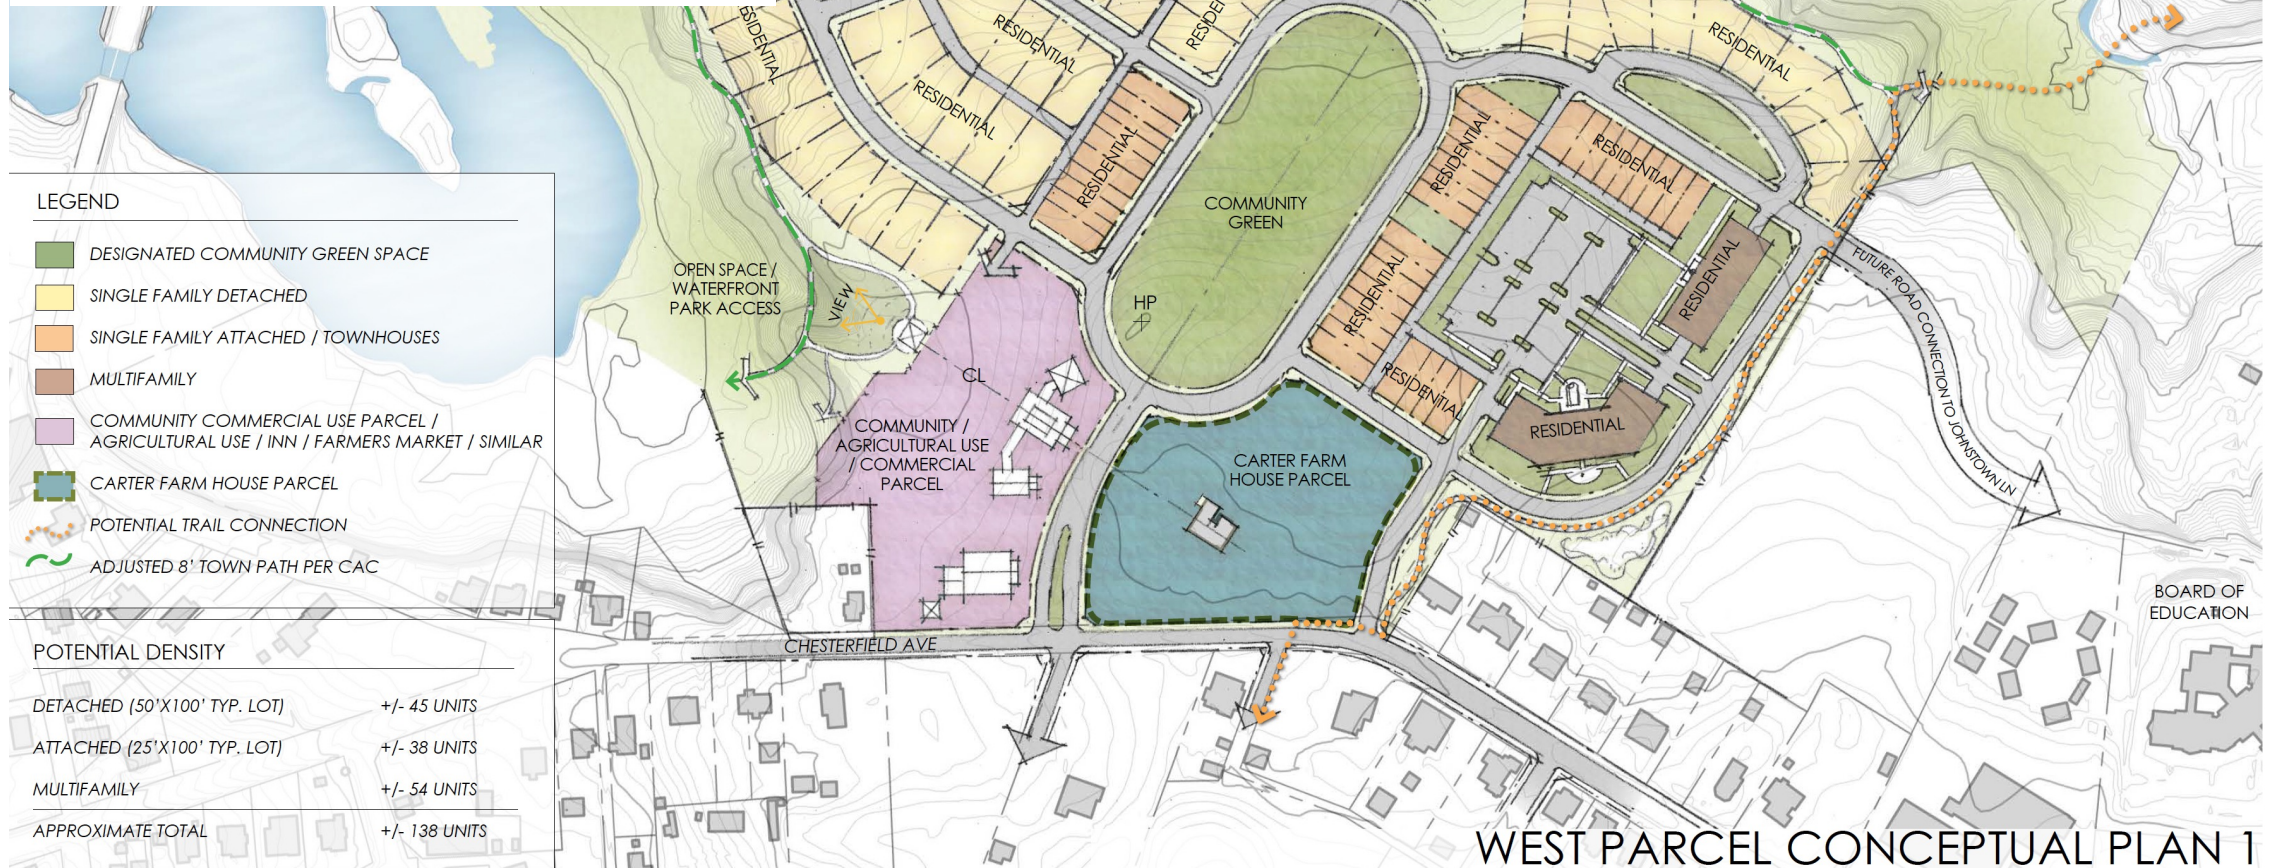 LEGEND
DESIGNATED COMMUNITY GREEN SPACE
SINGLE FAMILY DETACHED
SINGLE FAMILY ATTACHED / TOWNHOUSES
MULTIFAMILY
COMMUNITY COMMERCIAL USE PARCEL /
AGRICULTURAL USE / INN / FARMERS MARKET / SIMILAR
CARTER FARM HOUSE PARCEL
POTENTIAL TRAIL CONNECTION
ADJUSTED 8' TOWN PATH PER CAC
POTENTIAL DENSITY
DETACHED (50'X100' TYP. LOT) +/- 45 UNITS
ATTACHED (25'X100' TYP. LOT) +/- 38 UNITS
MULTIFAMILY +/- 54 UNITS
APPROXIMATE TOTAL +/- 138 UNITS
ESIDENTIAL
RESIDENTIAL
RESIDENTIAL
RESIDE
RESIDENTIAL
RESIDENTIAL
RESIDENTIAL
RESIDENTIAL
RESIDENTIAL
RESIDENTIAL
RESIDENTIAL
RESIDENTIAL
RESIDENTIAL
COMMUNITY
GREEN
HP
OPEN SPACE /
WATERFRONT
PARK ACCESS
VIEW
CL
COMMUNITY /
AGRICULTURAL USE
/ COMMERCIAL
PARCEL
CARTER FARM
HOUSE PARCEL
FUTURE ROAD CONNECTION TO JOHNSTOWN LN
CHESTERFIELD AVE
BOARD OF
EDUCATION
WEST PARCEL CONCEPTUAL PLAN 1